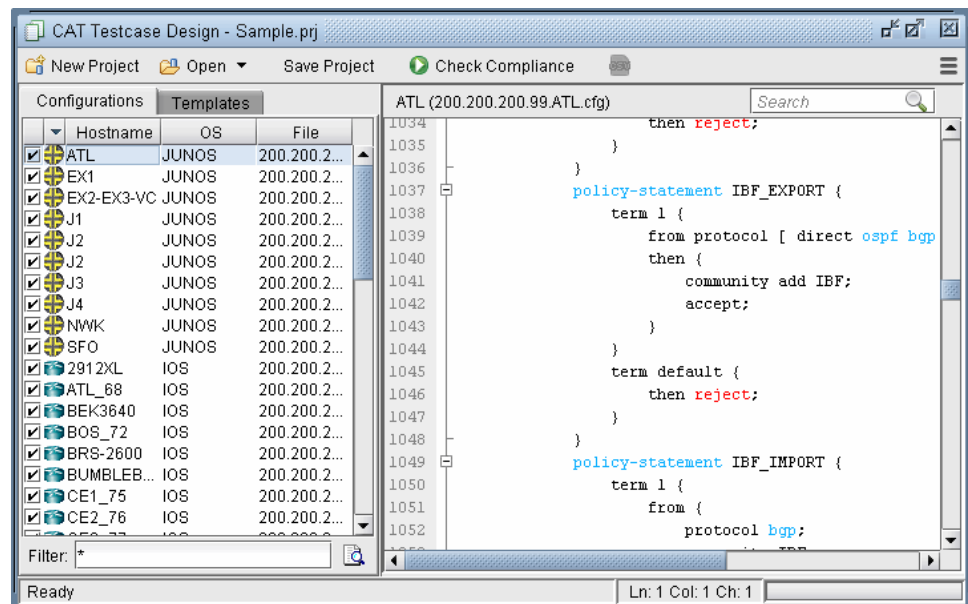 CAT Testcase Design - Sample.prj
New Project Open Save Project Check Compliance
Configurations Templates
Hostname OS File
ATL JUNOS 200.200.2...
EX1 JUNOS 200.200.2...
EX2-EX3-VC JUNOS 200.200.2...
J1 JUNOS 200.200.2...
J2 JUNOS 200.200.2...
J2 JUNOS 200.200.2...
J3 JUNOS 200.200.2...
J4 JUNOS 200.200.2...
NWK JUNOS 200.200.2...
SFO JUNOS 200.200.2...
2912XL IOS 200.200.2...
ATL_68 IOS 200.200.2...
BEK3640 IOS 200.200.2...
BOS_72 IOS 200.200.2...
BRS-2600 IOS 200.200.2...
BUMBLEB... IOS 200.200.2...
CE1_75 IOS 200.200.2...
CE2_76 IOS 200.200.2...
Filter: *
ATL (200.200.200.99.ATL.cfg) Search
1034 then reject;
1035 }
1036 }
1037 policy-statement IBF_EXPORT {
1038 term 1 {
1039 from protocol [ direct ospf bgp
1040 then {
1041 community add IBF;
1042 accept;
1043 }
1044 }
1045 term default {
1046 then reject;
1047 }
1048 }
1049 policy-statement IBF_IMPORT {
1050 term 1 {
1051 from {
1052 protocol bgp;
Ready Ln: 1 Col: 1 Ch: 1